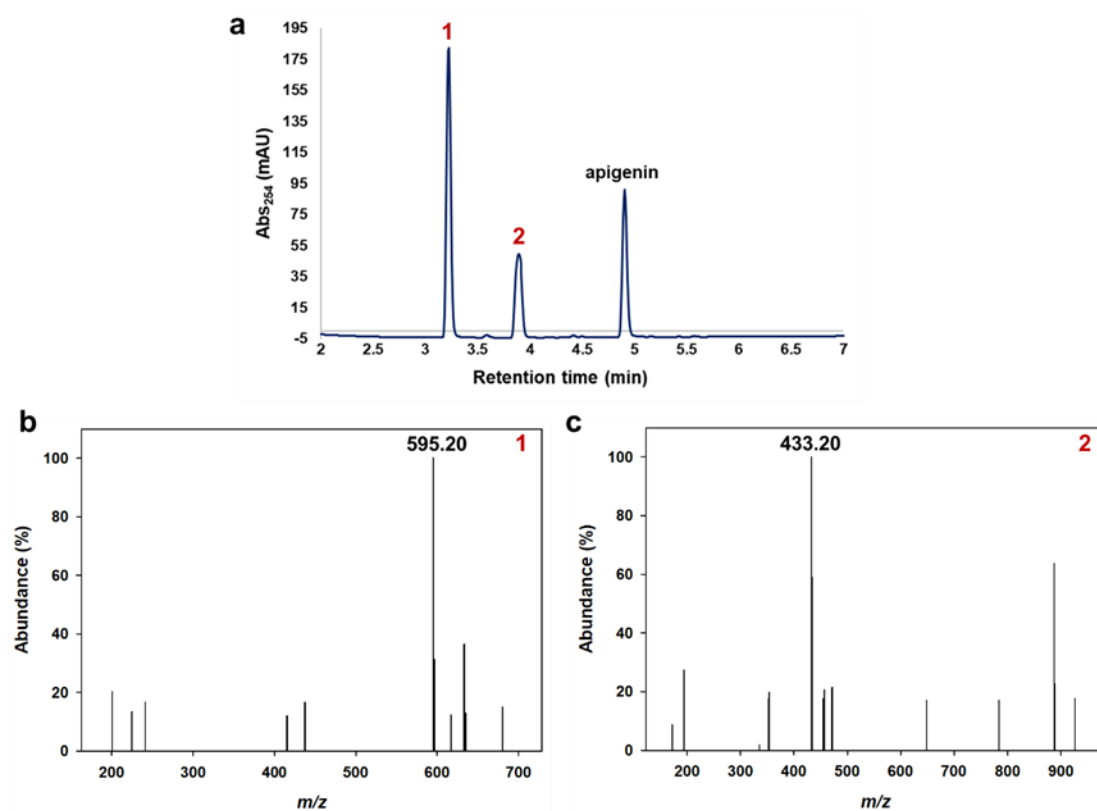 a
195
175
155
135
115
95
75
55
35
15
-5
Abs254 (mAU)
1
2
apigenin
2 2.5 3 3.5 4 4.5 5 5.5 6 6.5 7
Retention time (min)
b
595.20 1
100
80
60
40
20
0
Abundance (%)
200 300 400 500 600 700
m/z
c
433.20 2
100
80
60
40
20
0
Abundance (%)
200 300 400 500 600 700 800 900
m/z